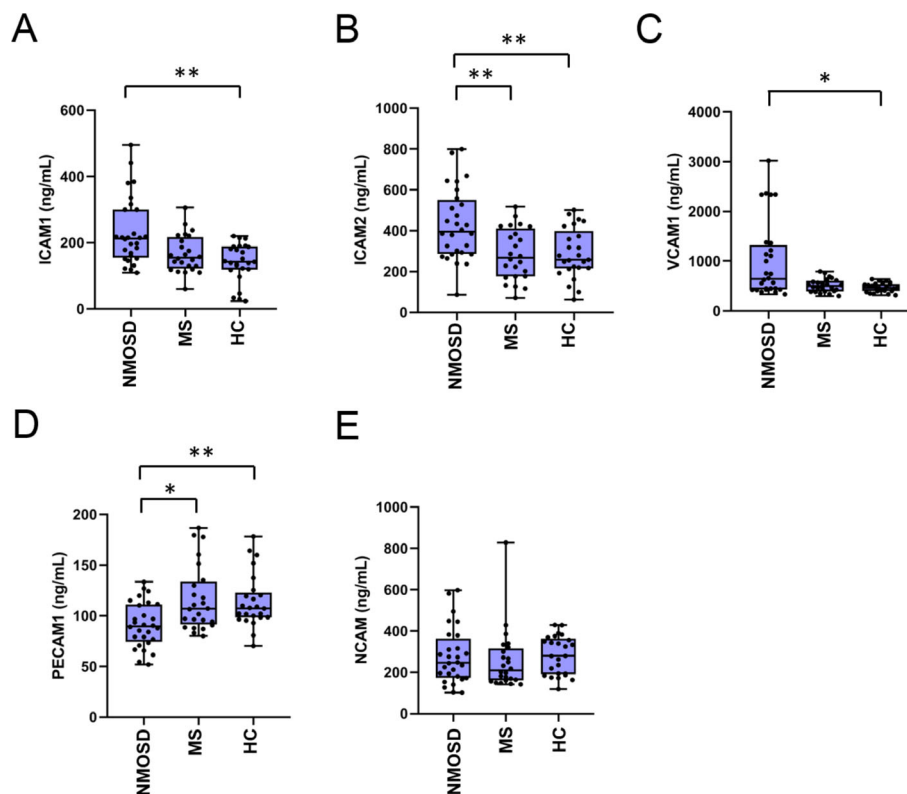 A
**
600
400
200
0
ICAM1 (ng/mL)
NMOSD
MS
HC
B
**
**
1000
800
600
400
200
0
ICAM2 (ng/mL)
NMOSD
MS
HC
C
*
4000
3000
2000
1000
0
VCAM1 (ng/mL)
NMOSD
MS
HC
D
**
*
200
150
100
50
0
PECAM1 (ng/mL)
NMOSD
MS
HC
E
1000
800
600
400
200
0
NCAM (ng/mL)
NMOSD
MS
HC